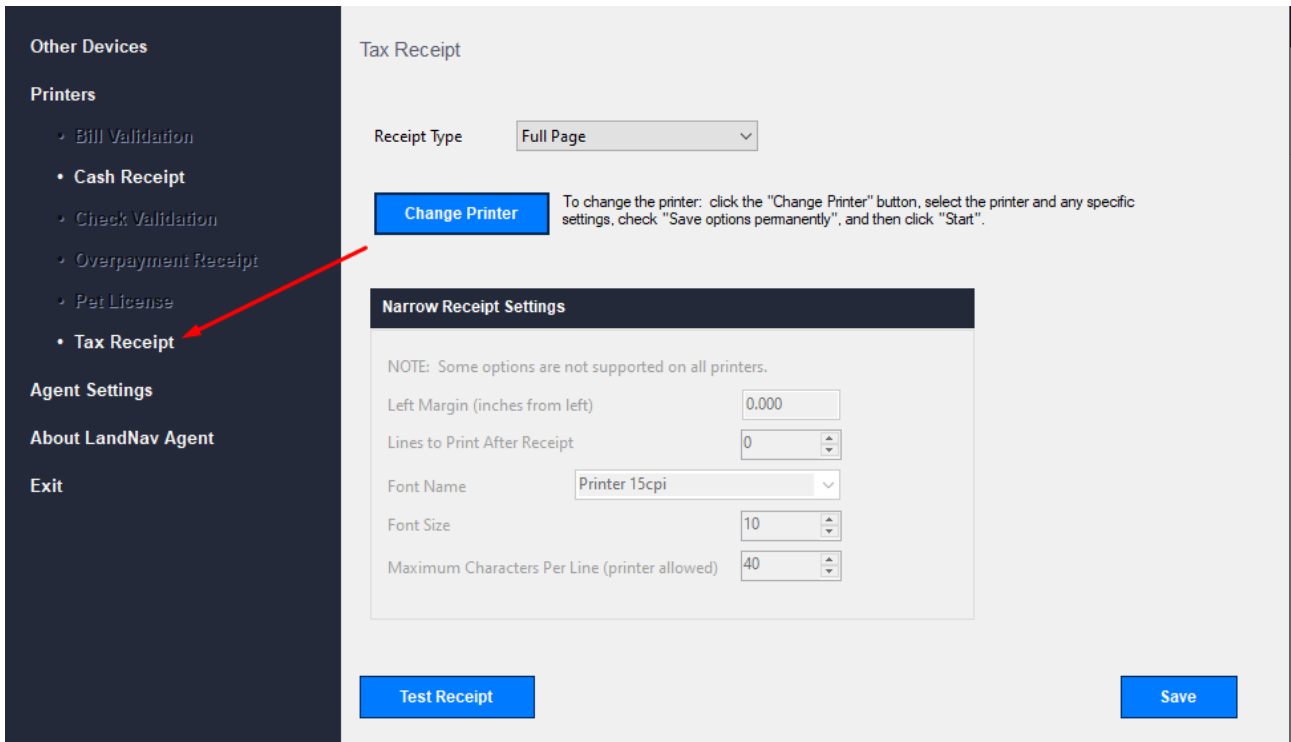 Other Devices
Printers
• Bill Validation
• Cash Receipt
• Check Validation
• Overpayment Receipt
• Pet License
• Tax Receipt
Agent Settings
About LandNav Agent
Exit
Tax Receipt
Receipt Type Full Page
Change Printer
To change the printer: click the "Change Printer" button, select the printer and any specific
settings, check "Save options permanently", and then click "Start".
Narrow Receipt Settings
NOTE: Some options are not supported on all printers.
Left Margin (inches from left) 0.000
Lines to Print After Receipt 0
Font Name Printer 15cpi
Font Size 10
Maximum Characters Per Line (printer allowed) 40
Test Receipt
Save